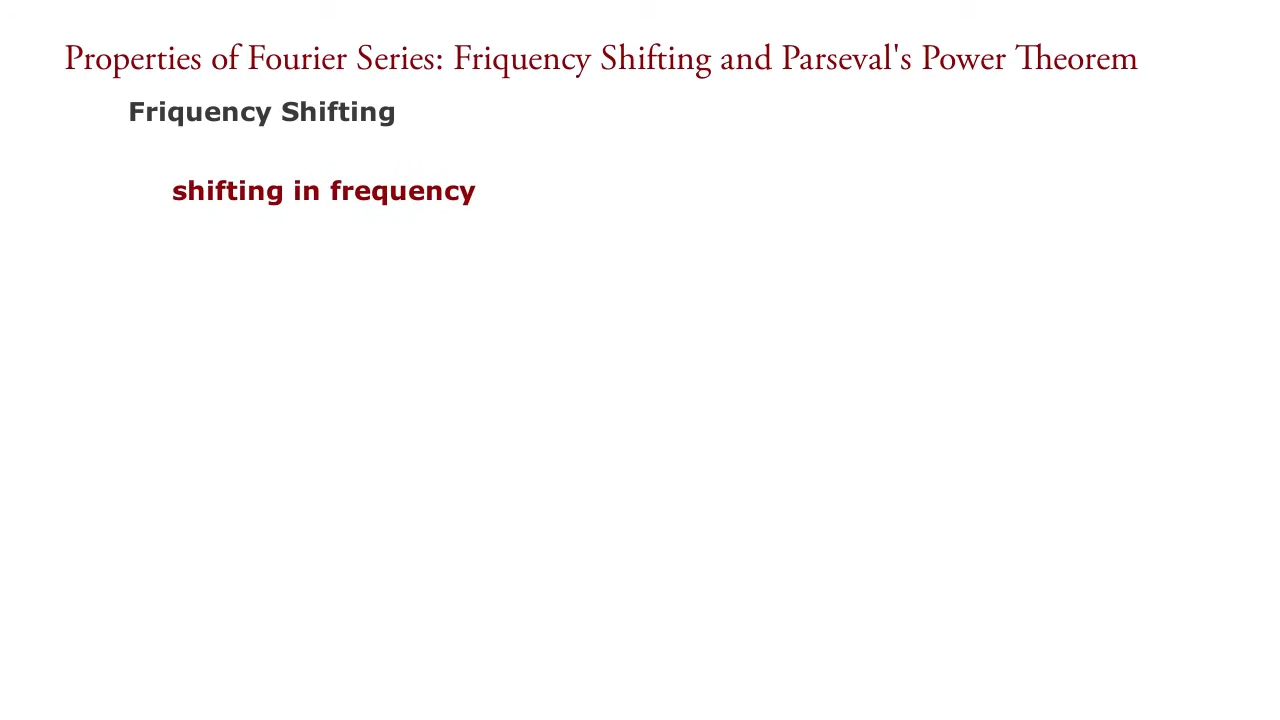 Properties of Fourier Series: Friquency Shifting and Parseval's Power Theorem
Friquency Shifting
shifting in frequency